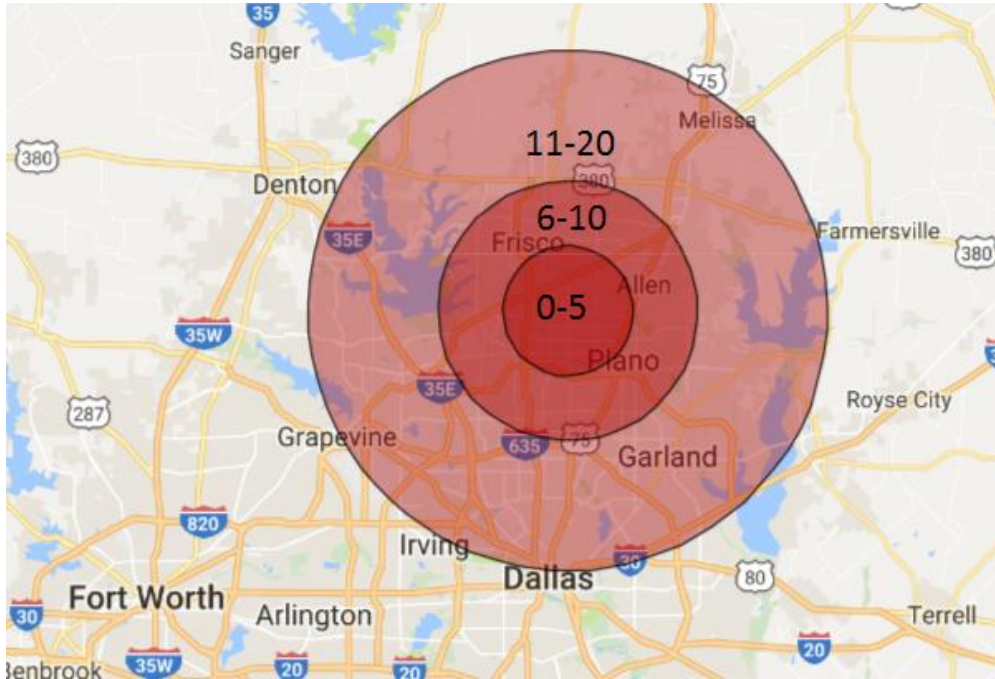 35
Sanger
75
Melissa
11-20
380
Denton
380
6-10
35E
Frisco
Farmersville
380
Allen
0-5
35W
Plano
35E
287
Royse City
Grapevine
635
75
Garland
820
Irving
30
Dallas
80
Fort Worth
30
Arlington
Terrell
20
35W
20
20
Benbrook